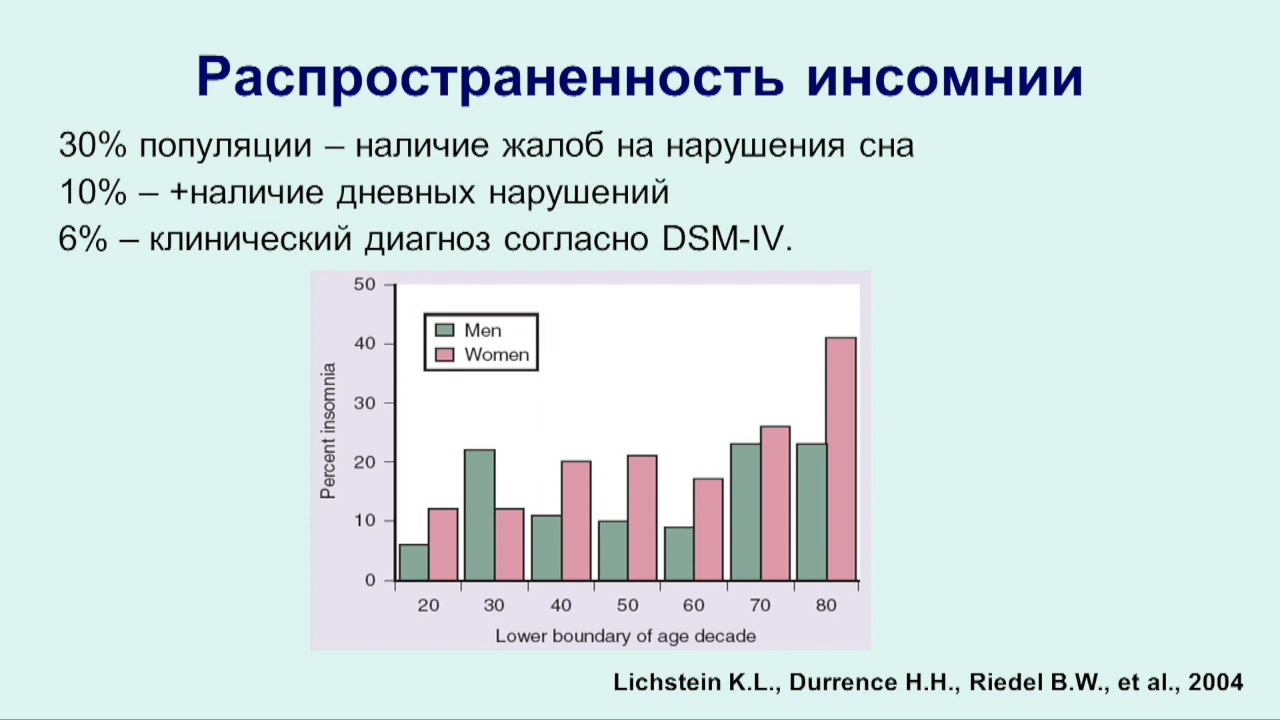 Распространенность инсомнии
30% популяции – наличие жалоб на нарушения сна
10% – +наличие дневных нарушений
6% – клинический диагноз согласно DSM-IV.
50
40
30
20
10
0
Percent insomnia
Men
Women
20 30 40 50 60 70 80
Lower boundary of age decade
Lichstein K.L., Durrence H.H., Riedel B.W., et al., 2004